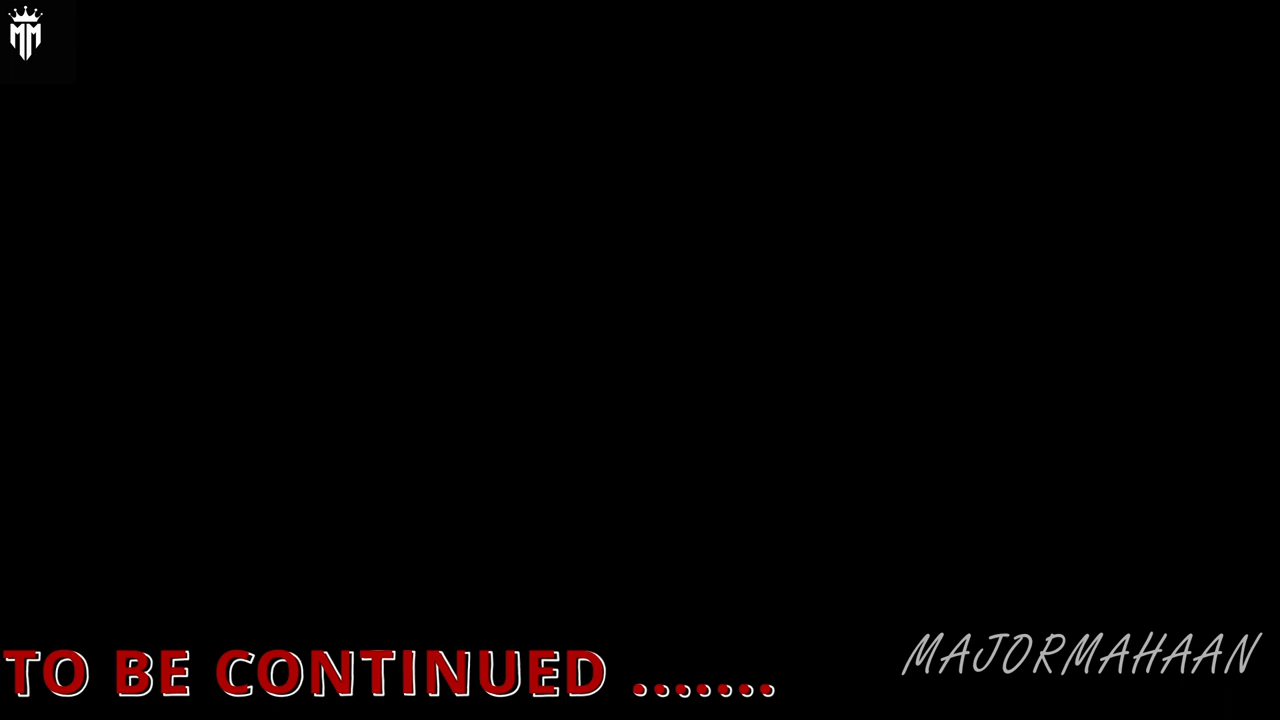 MM
TO BE CONTINUED .......
MAJORMAHAAN